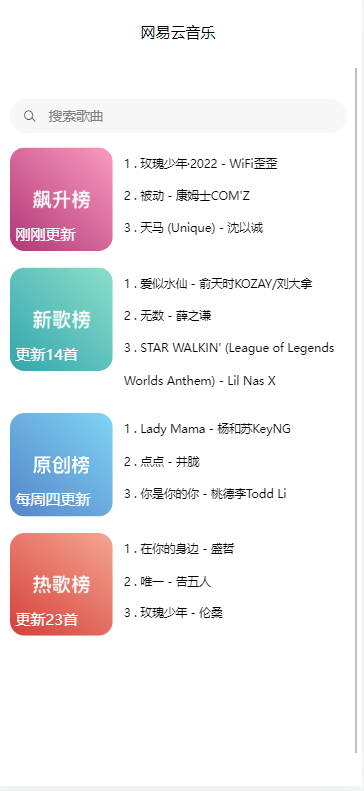 网易云音乐
搜索歌曲
飙升榜
刚刚更新
1 . 玫瑰少年·2022 - WiFi歪歪
2 . 被动 - 康姆士COM'Z
3 . 天马 (Unique) - 沈以诚
新歌榜
更新14首
1 . 爱似水仙 - 俞天时KOZAY/刘大拿
2 . 无数 - 薛之谦
3 . STAR WALKIN' (League of Legends
Worlds Anthem) - Lil Nas X
原创榜
每周四更新
1 . Lady Mama - 杨和苏KeyNG
2 . 点点 - 井胧
3 . 你是你的你 - 桃德李Todd Li
热歌榜
更新23首
1 . 在你的身边 - 盛哲
2 . 唯一 - 告五人
3 . 玫瑰少年 - 伦桑